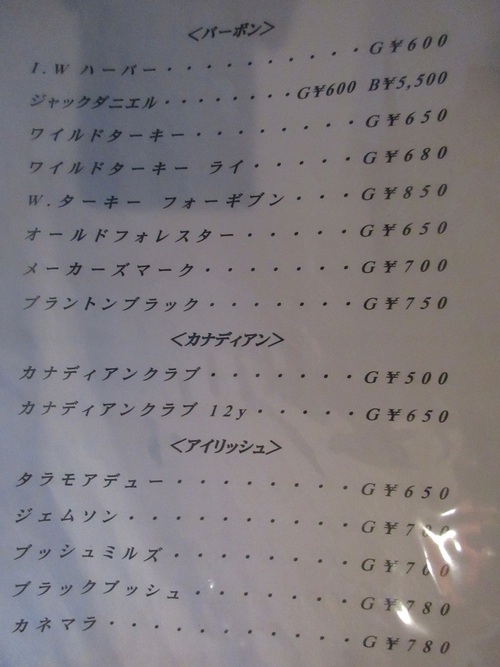 <バーボン>
I.W ハーパー・・・・・・・・・・G¥600
ジャックダニエル・・・・・・・・G¥600 B¥5,500
ワイルドターキー・・・・・・・・G¥650
ワイルドターキー ライ・・・・・G¥680
W.ターキー フォーギブン・・・G¥850
オールドフォレスター・・・・・G¥650
メーカーズマーク・・・・・・・G¥700
ブラントンブラック・・・・・・G¥750
<カナディアン>
カナディアンクラブ・・・・・・・G¥500
カナディアンクラブ 12y・・・・・G¥650
<アイリッシュ>
タラモアデュー・・・・・・・・G¥650
ジェムソン・・・・・・・・・・G¥700
ブッシュミルズ・・・・・・・・G¥700
ブラックブッシュ・・・・・・・G¥780
カネマラ・・・・・・・・・・・G¥780